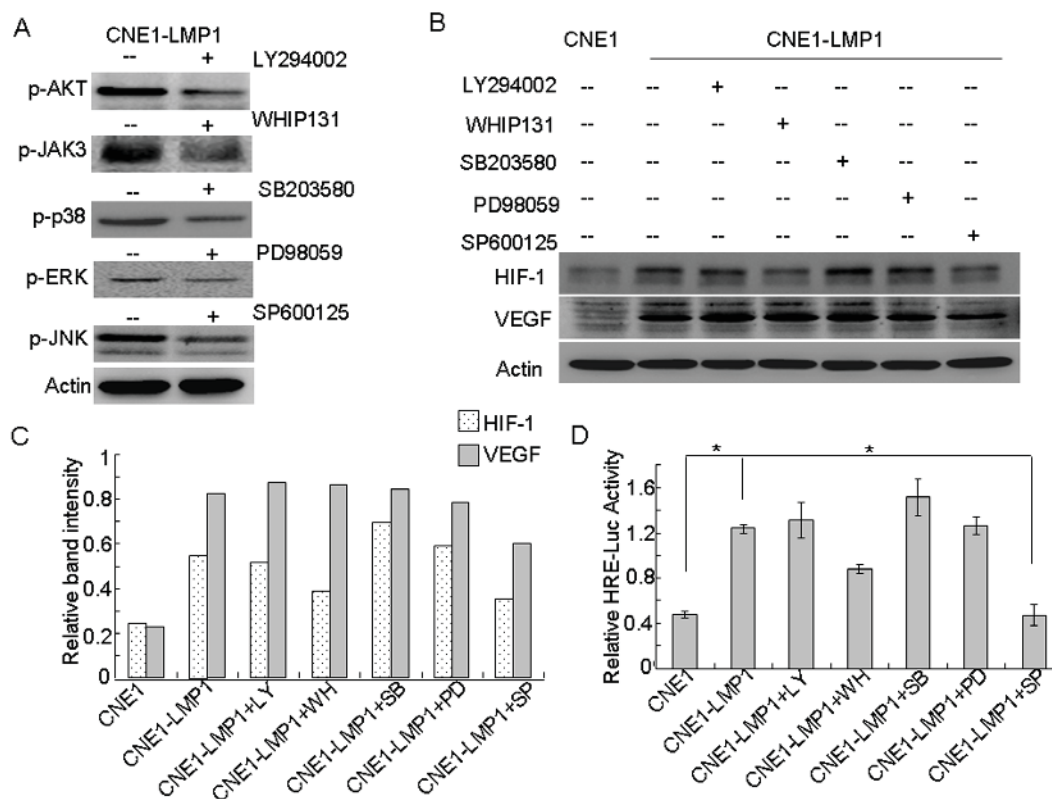 A
CNE1-LMP1
-- + LY294002
p-AKT
-- + WHIP131
p-JAK3
-- + SB203580
p-p38
-- + PD98059
p-ERK
-- + SP600125
p-JNK
Actin
B
CNE1 CNE1-LMP1
LY294002 -- -- + -- -- -- --
WHIP131 -- -- -- + -- -- --
SB203580 -- -- -- -- + -- --
PD98059 -- -- -- -- -- + --
SP600125 -- -- -- -- -- -- +
HIF-1
VEGF
Actin
C
HIF-1
VEGF
Relative band intensity
1
0.8
0.6
0.4
0.2
0
CNE1
CNE1-LMP1
CNE1-LMP1+LY
CNE1-LMP1+WH
CNE1-LMP1+SB
CNE1-LMP1+PD
CNE1-LMP1+SP
D
* *
Relative HRE-Luc Activity
1.6
1.2
0.8
0.4
0
CNE1
CNE1-LMP1
CNE1-LMP1+LY
CNE1-LMP1+WH
CNE1-LMP1+SB
CNE1-LMP1+PD
CNE1-LMP1+SP